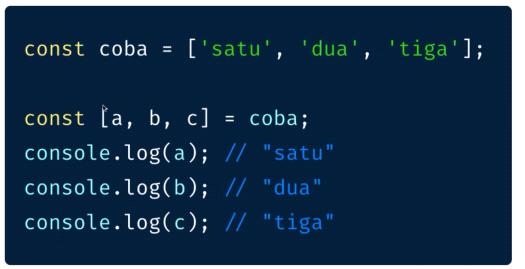 const coba = ['satu', 'dua', 'tiga'];
const [a, b, c] = coba;
console.log(a); // "satu"
console.log(b); // "dua"
console.log(c); // "tiga"